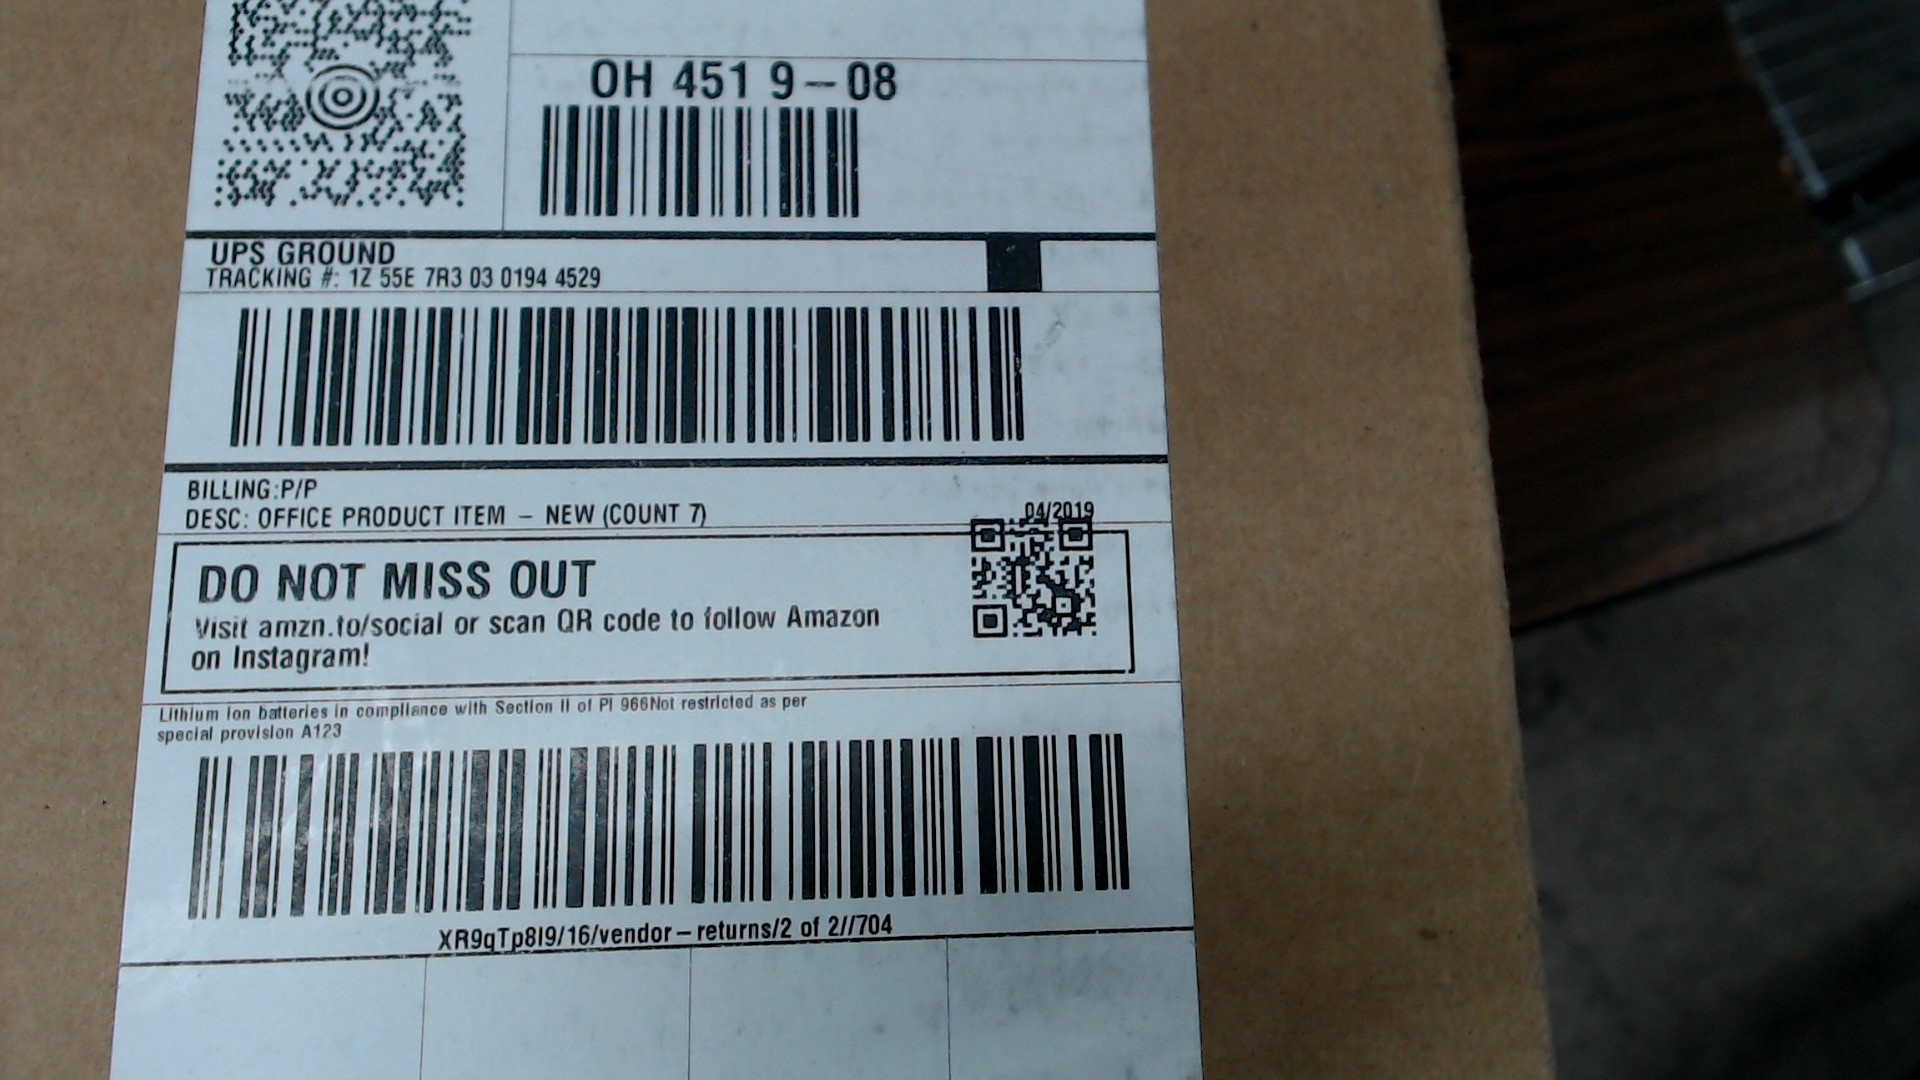 OH 451 9-08
UPS GROUND
TRACKING #: 1Z 55E 7R3 03 0194 4529
BILLING:P/P
DESC: OFFICE PRODUCT ITEM - NEW (COUNT 7)
04/2019
DO NOT MISS OUT
Visit amzn.to/social or scan QR code to follow Amazon
on Instagram!
Lithium Ion batteries in compliance with Section II of PI 966Not restricted as per
special provision A123
XR9qTp8I9/16/vendor-returns/2 of 2//704